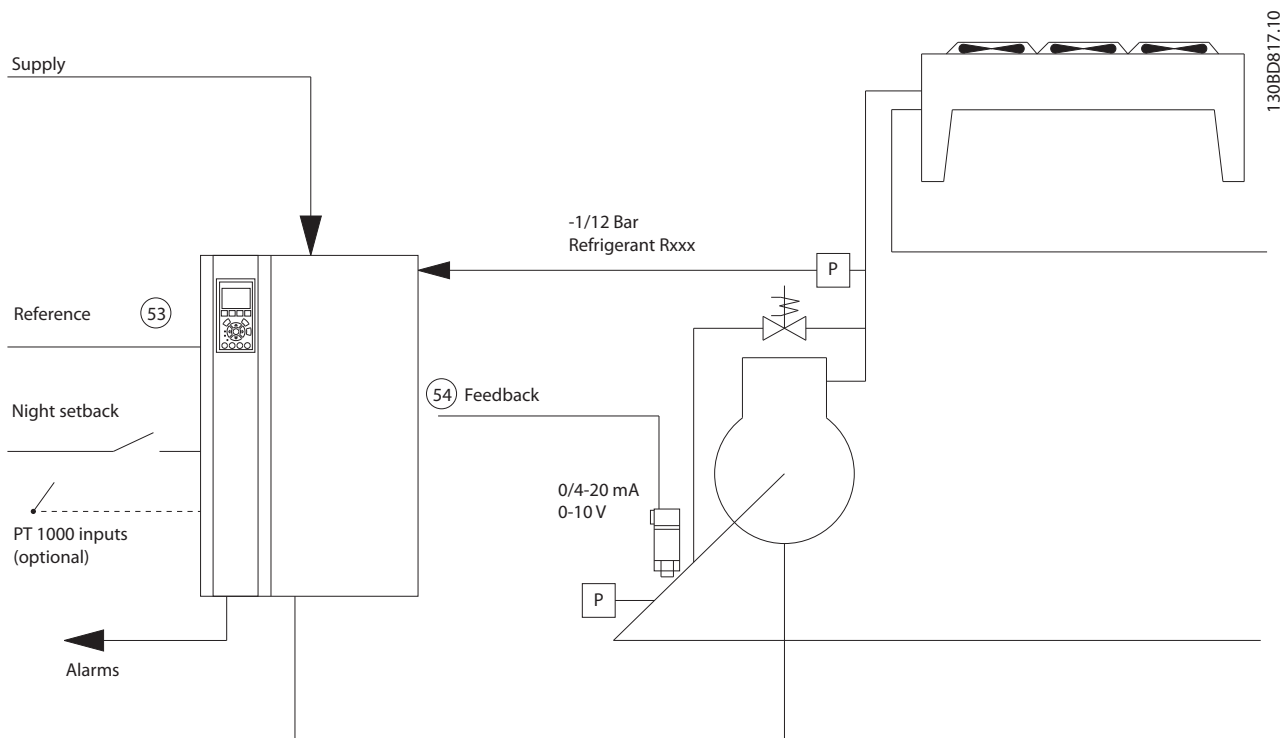 130BD817.10
Supply
-1/12 Bar
Refrigerant Rxxx
P
Reference
53
54
Feedback
Night setback
0/4-20 mA
0-10 V
PT 1000 inputs
(optional)
P
Alarms